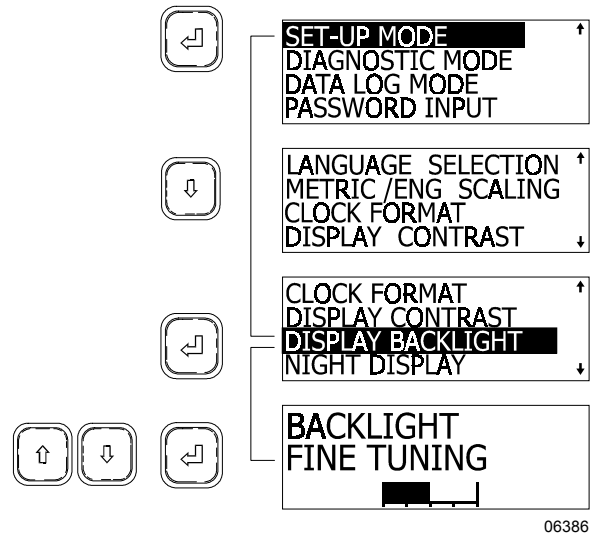 SET-UP MODE
DIAGNOSTIC MODE
DATA LOG MODE
PASSWORD INPUT
LANGUAGE SELECTION
METRIC /ENG SCALING
CLOCK FORMAT
DISPLAY CONTRAST
CLOCK FORMAT
DISPLAY CONTRAST
DISPLAY BACKLIGHT
NIGHT DISPLAY
BACKLIGHT
FINE TUNING
06386